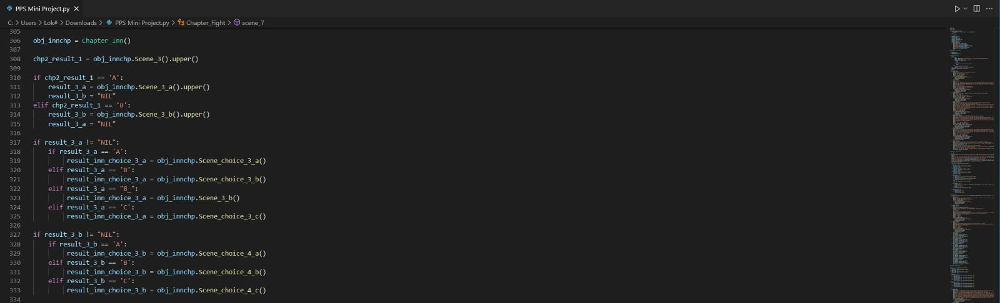 PPS Mini Project.py
C: > Users > Lok# > Downloads > PPS Mini Project.py > Chapter_Fight > scene_7
305
306 obj_innchp = Chapter_Inn()
307
308 chp2_result_1 = obj_innchp.Scene_3().upper()
309
310 if chp2_result_1 == 'A':
311     result_3_a = obj_innchp.Scene_3_a().upper()
312     result_3_b = "NIL"
313 elif chp2_result_1 == 'B':
314     result_3_b = obj_innchp.Scene_3_b().upper()
315     result_3_a = "NIL"
316
317 if result_3_a != "NIL":
318     if result_3_a == 'A':
319         result_inn_choice_3_a = obj_innchp.Scene_choice_3_a()
320     elif result_3_a == 'B':
321         result_inn_choice_3_a = obj_innchp.Scene_choice_3_b()
322     elif result_3_a == "B_":
323         result_inn_choice_3_a = obj_innchp.Scene_3_b()
324     elif result_3_a == 'C':
325         result_inn_choice_3_a = obj_innchp.Scene_choice_3_c()
326
327 if result_3_b != "NIL":
328     if result_3_b == 'A':
329         result_inn_choice_3_b = obj_innchp.Scene_choice_4_a()
330     elif result_3_b == 'B':
331         result_inn_choice_3_b = obj_innchp.Scene_choice_4_b()
332     elif result_3_b == 'C':
333         result_inn_choice_3_b = obj_innchp.Scene_choice_4_c()
334